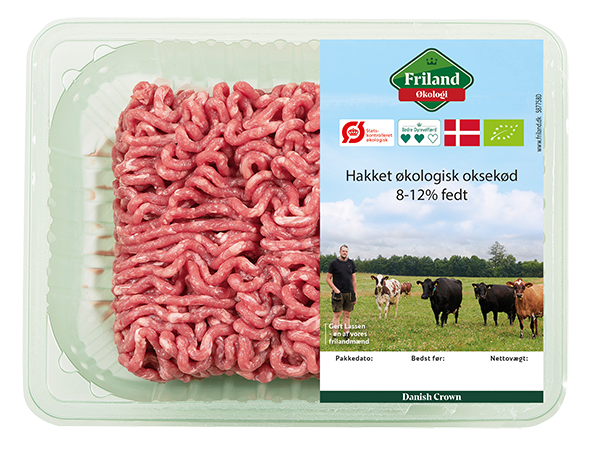 Friland
Økologi
www.friland.dk 5877580
Ø
Stats-
kontrolleret
økologisk
Bedre Dyrevelfærd
Hakket økologisk oksekød
8-12% fedt
Gert Lassen
- en af vores
frilandmænd
Pakkedato: Bedst før: Nettovægt:
Danish Crown